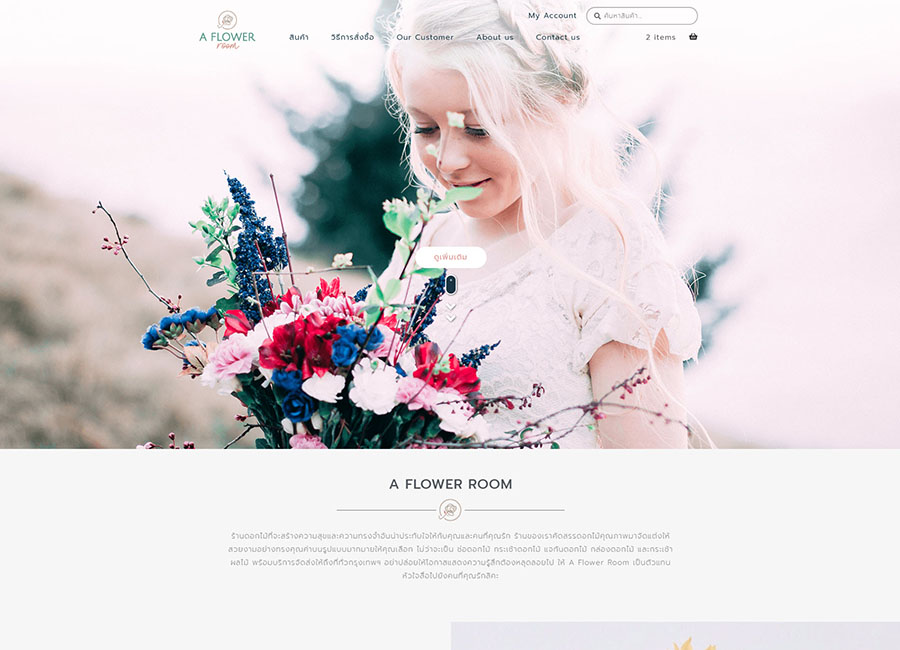 My Account
ค้นหาสินค้า..
A FLOWER
room
สินค้า
วิธีการสั่งซื้อ
Our Customer
About us
Contact us
2 items
ดูเพิ่มเติม
A FLOWER ROOM
ร้านดอกไม้ที่จะสร้างความสุขและความทรงจำอันน่าประทับใจให้กับคุณและคนที่คุณรัก ร้านของเราคัดสรรดอกไม้คุณภาพมาจัดแต่งให้
สวยงามอย่างทรงคุณค่าบนรูปแบบมากมายให้คุณเลือก ไม่ว่าจะเป็น ช่อดอกไม้ กระเช้าดอกไม้ แจกันดอกไม้ กล่องดอกไม้ และกระเช้า
ผลไม้ พร้อมบริการจัดส่งให้ถึงที่ทั่วกรุงเทพฯ อย่าปล่อยให้โอกาสแสดงความรู้สึกต้องหลุดลอยไป ให้ A Flower Room เป็นตัวแทน
หัวใจสื่อไปยังคนที่คุณรักสิคะ